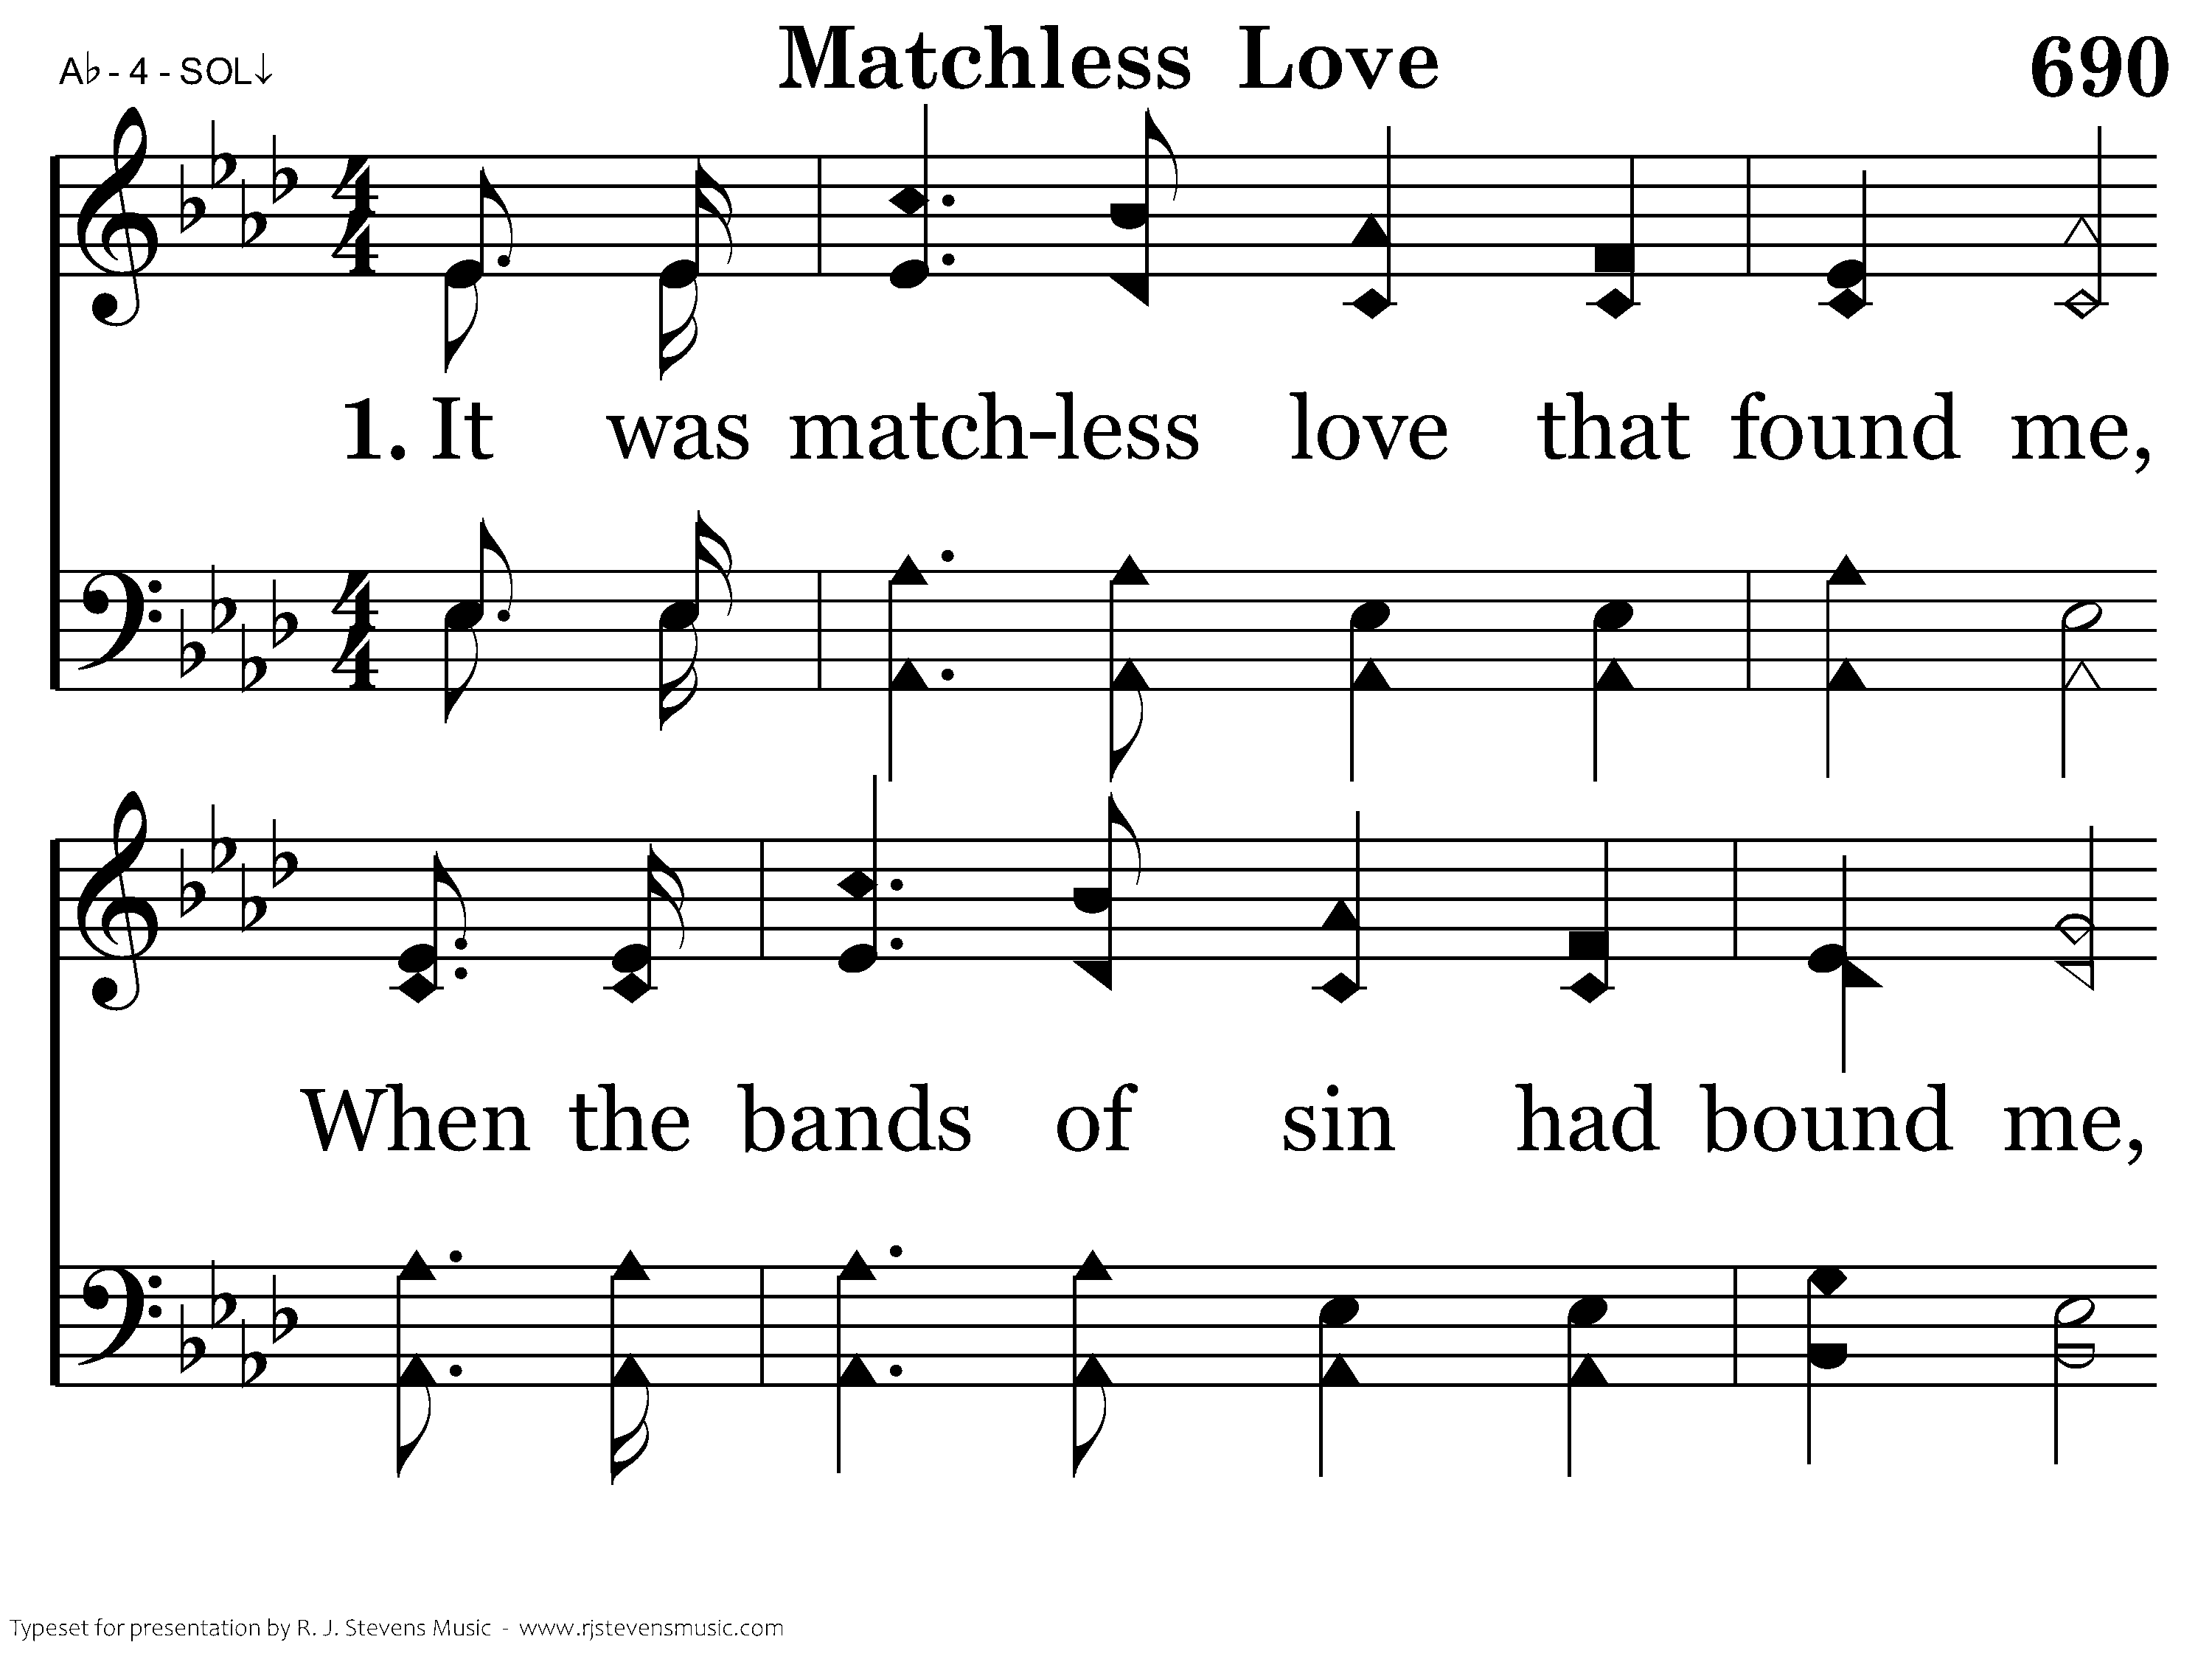 Matchless Love
690
A♭ - 4 - SOL↓
1. It was match-less love that found me,
When the bands of sin had bound me,
Typeset for presentation by R. J. Stevens Music - www.rjstevensmusic.com